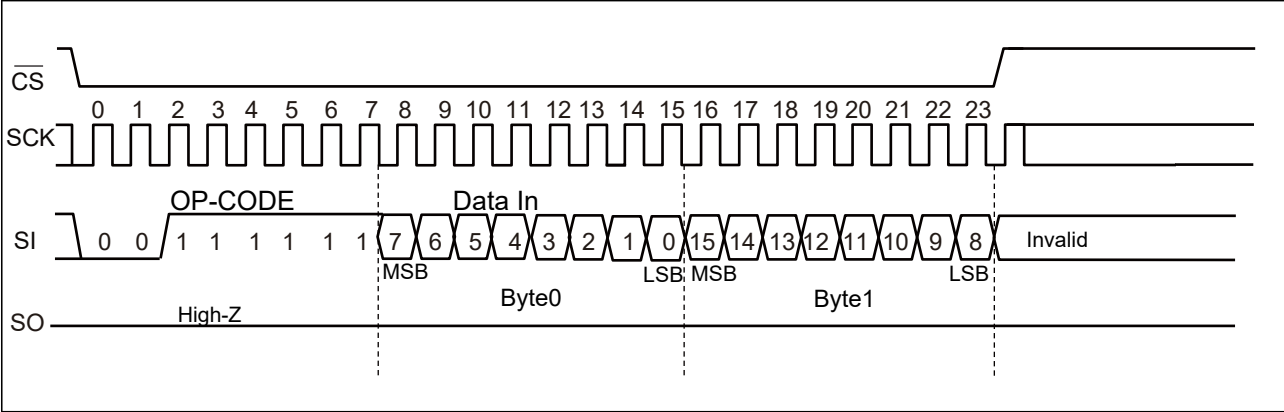 CS
0 1 2 3 4 5 6 7 8 9 10 11 12 13 14 15 16 17 18 19 20 21 22 23
SCK
OP-CODE Data In
SI 0 0 1 1 1 1 1 1 7 6 5 4 3 2 1 0 15 14 13 12 11 10 9 8 Invalid
MSB LSB MSB LSB
Byte0 Byte1
High-Z
SO